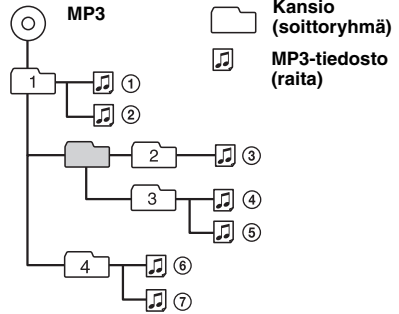 MP3
Kansio
(soittoryhmä)
MP3-tiedosto
(raita)
1
①
②
2
③
3
④
⑤
4
⑥
⑦